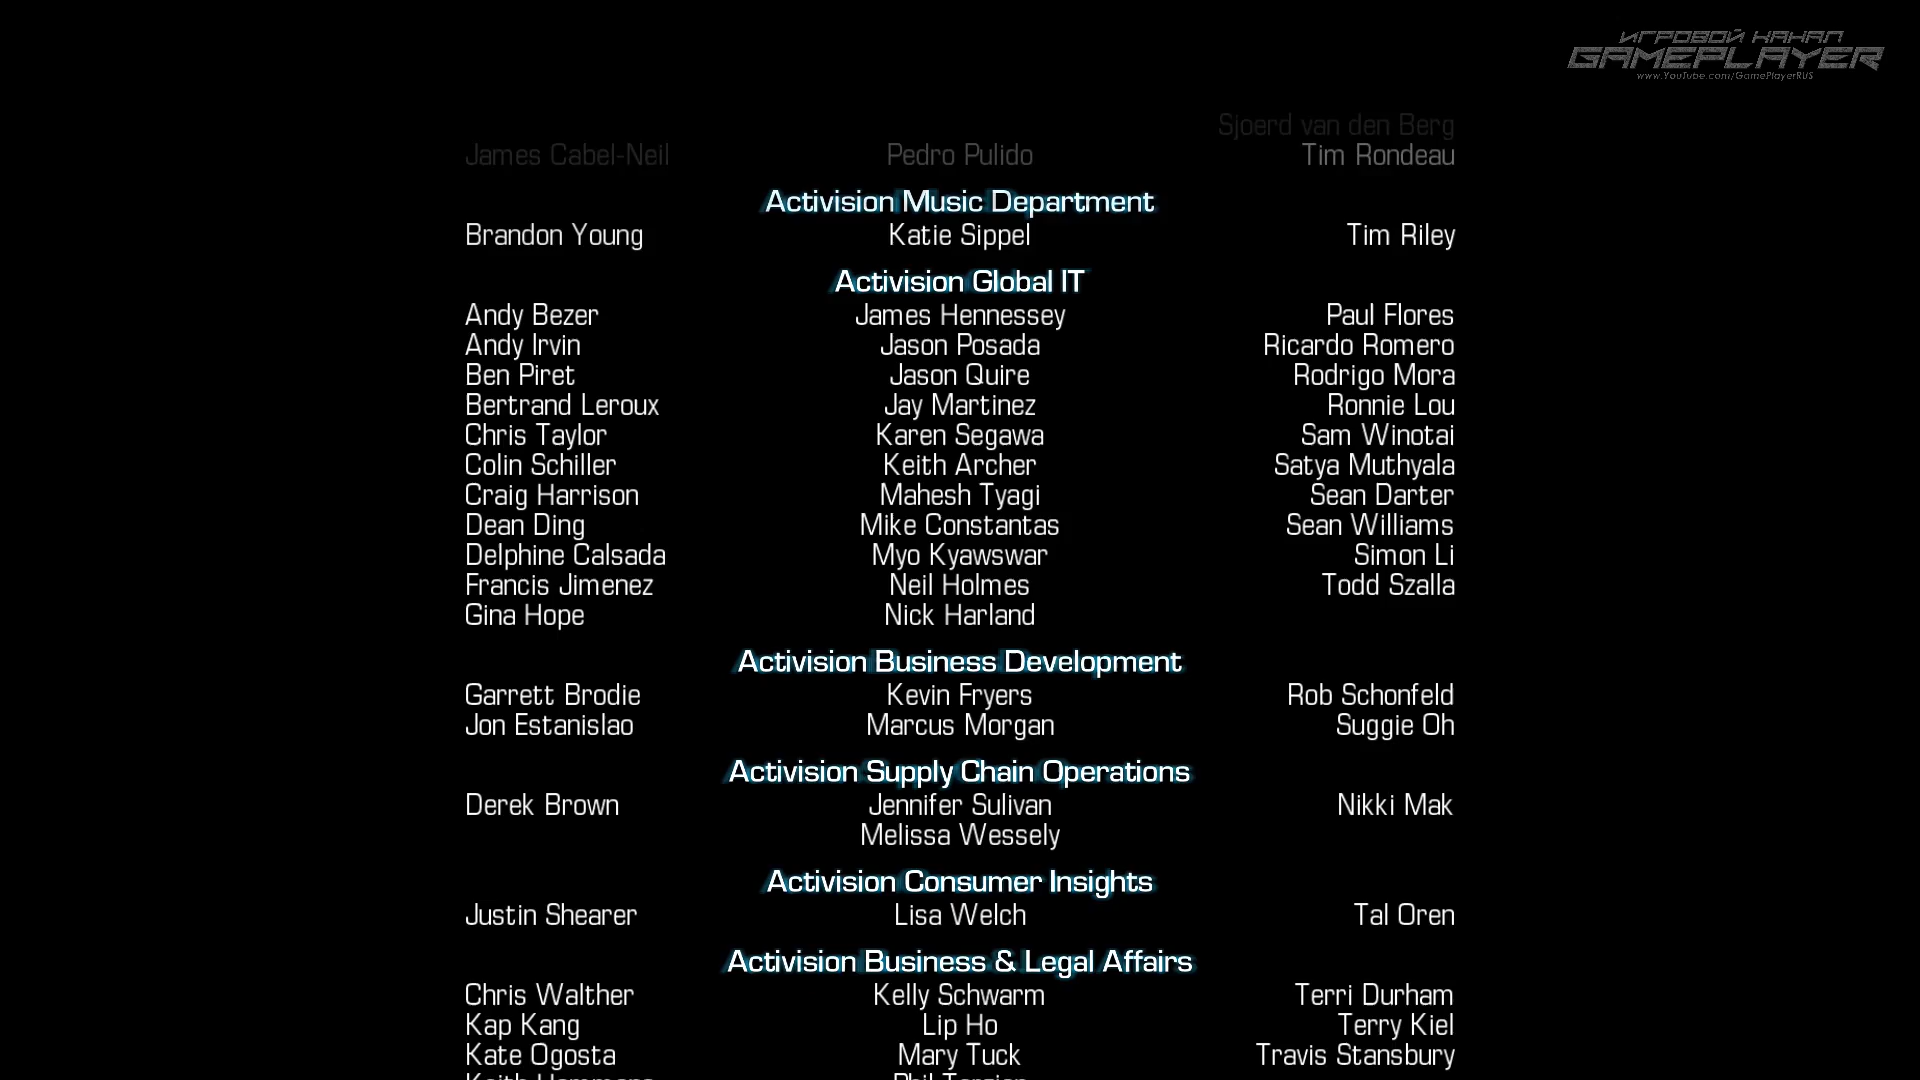 ИГРОВОЙ КАНАЛ
GAMEPLAYER
www.YouTube.com/GamePlayerRUS
Sjoerd van den Berg
James Cabel-Neil Pedro Pulido Tim Rondeau
Activision Music Department
Brandon Young Katie Sippel Tim Riley
Activision Global IT
Andy Bezer James Hennessey Paul Flores
Andy Irvin Jason Posada Ricardo Romero
Ben Piret Jason Quire Rodrigo Mora
Bertrand Leroux Jay Martinez Ronnie Lou
Chris Taylor Karen Segawa Sam Winotai
Colin Schiller Keith Archer Satya Muthyala
Craig Harrison Mahesh Tyagi Sean Darter
Dean Ding Mike Constantas Sean Williams
Delphine Calsada Myo Kyawswar Simon Li
Francis Jimenez Neil Holmes Todd Szalla
Gina Hope Nick Harland
Activision Business Development
Garrett Brodie Kevin Fryers Rob Schonfeld
Jon Estanislao Marcus Morgan Suggie Oh
Activision Supply Chain Operations
Derek Brown Jennifer Sulivan Nikki Mak
Melissa Wessely
Activision Consumer Insights
Justin Shearer Lisa Welch Tal Oren
Activision Business & Legal Affairs
Chris Walther Kelly Schwarm Terri Durham
Kap Kang Lip Ho Terry Kiel
Kate Ogosta Mary Tuck Travis Stansbury
Keith Phil